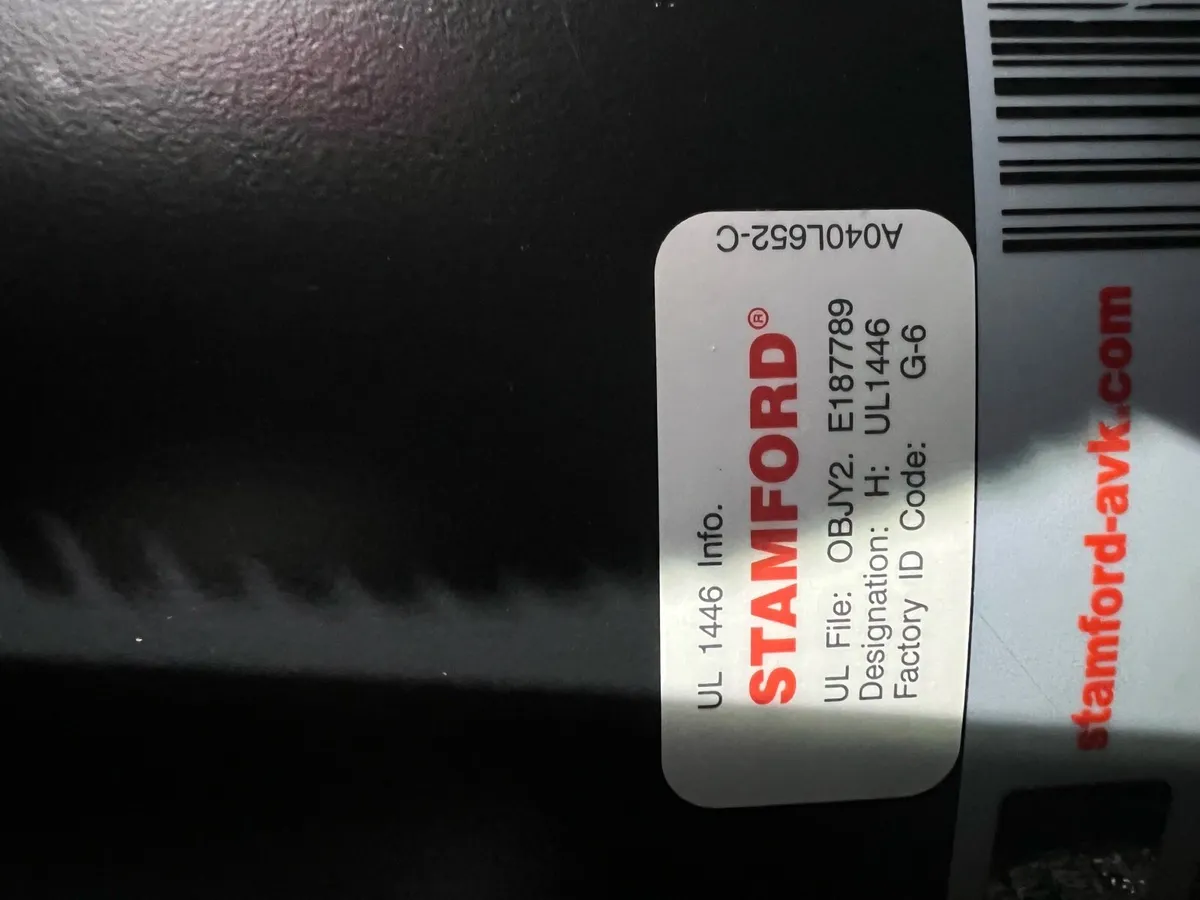 UL 1446 Info.
STAMFORD®
UL File: OBJY2. E187789
Designation: H: UL1446
Factory ID Code: G-6
A040L652-C
stamford-avk.com